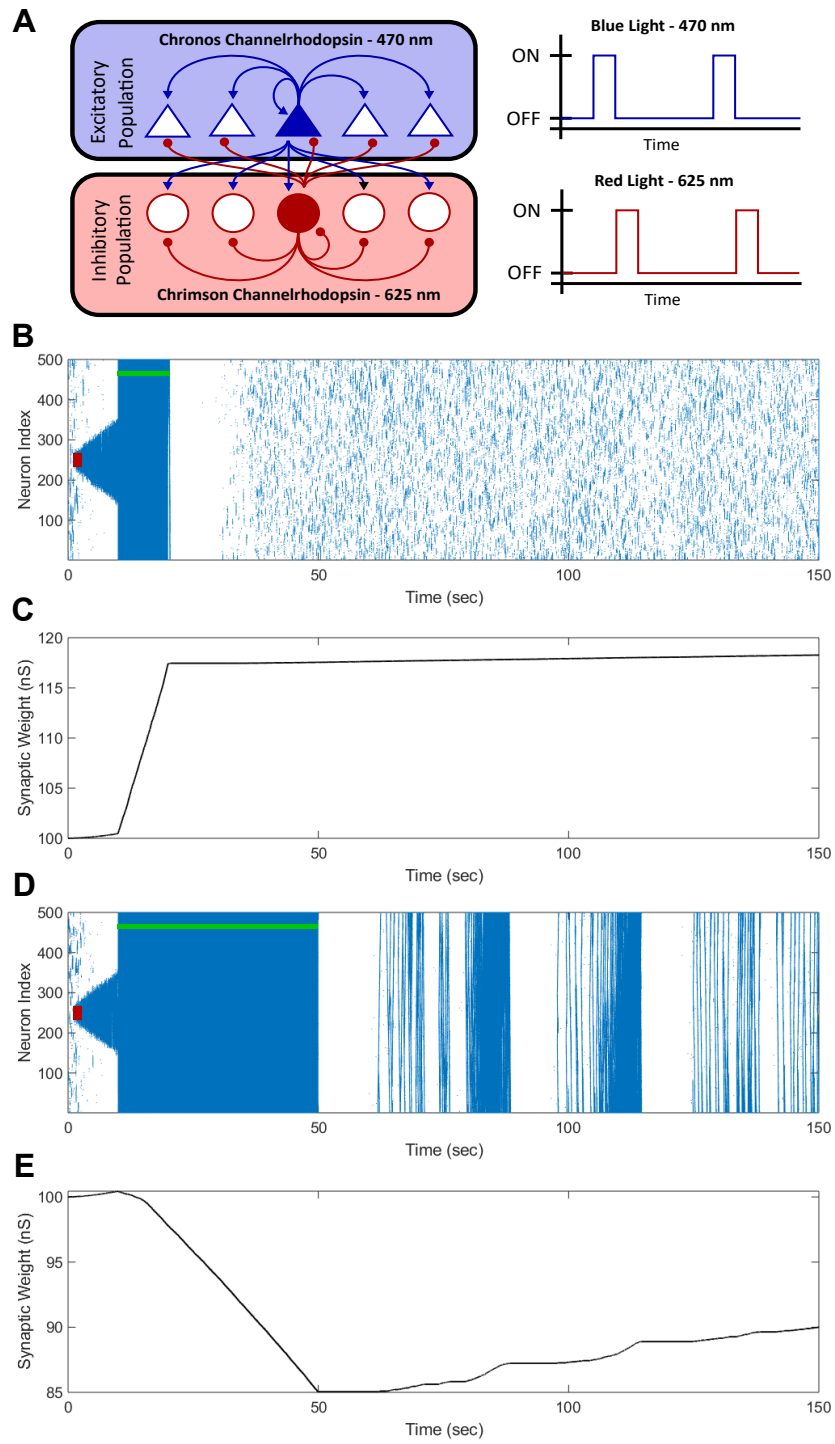 A
Chronos Channelrhodopsin - 470 nm
Excitatory
Population
Inhibitory
Population
Chrimson Channelrhodopsin - 625 nm
Blue Light - 470 nm
ON
OFF
Time
Red Light - 625 nm
ON
OFF
Time
B
Neuron Index
500
400
300
200
100
0 50 100 150
Time (sec)
C
Synaptic Weight (nS)
120
115
110
105
100
0 50 100 150
Time (sec)
D
Neuron Index
500
400
300
200
100
0 50 100 150
Time (sec)
E
Synaptic Weight (nS)
100
95
90
85
0 50 100 150
Time (sec)